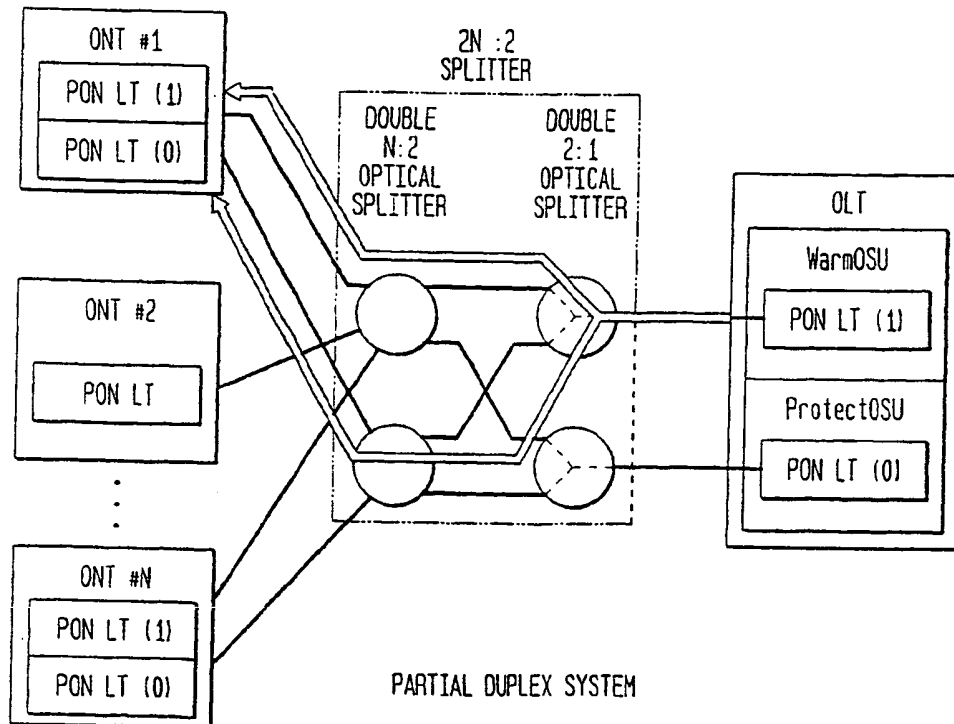 ONT #1
PON LT (1)
PON LT (0)
2N :2
SPLITTER
DOUBLE
N:2
OPTICAL
SPLITTER
DOUBLE
2:1
OPTICAL
SPLITTER
OLT
WarmOSU
PON LT (1)
ProtectOSU
PON LT (0)
ONT #2
PON LT
ONT #N
PON LT (1)
PON LT (0)
PARTIAL DUPLEX SYSTEM